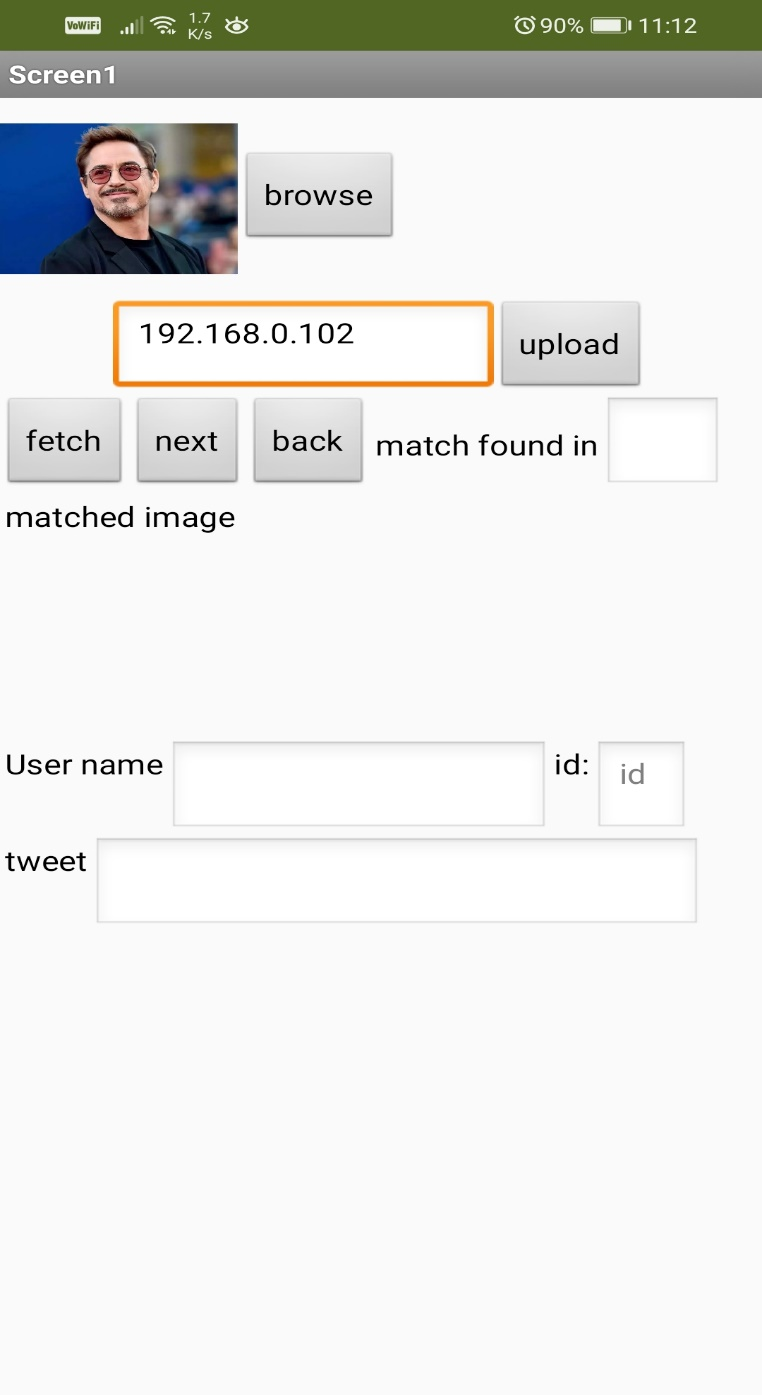 VoWiFi 1.7 K/s 90% 11:12
Screen1
browse
192.168.0.102 upload
fetch next back match found in
matched image
User name id: id
tweet